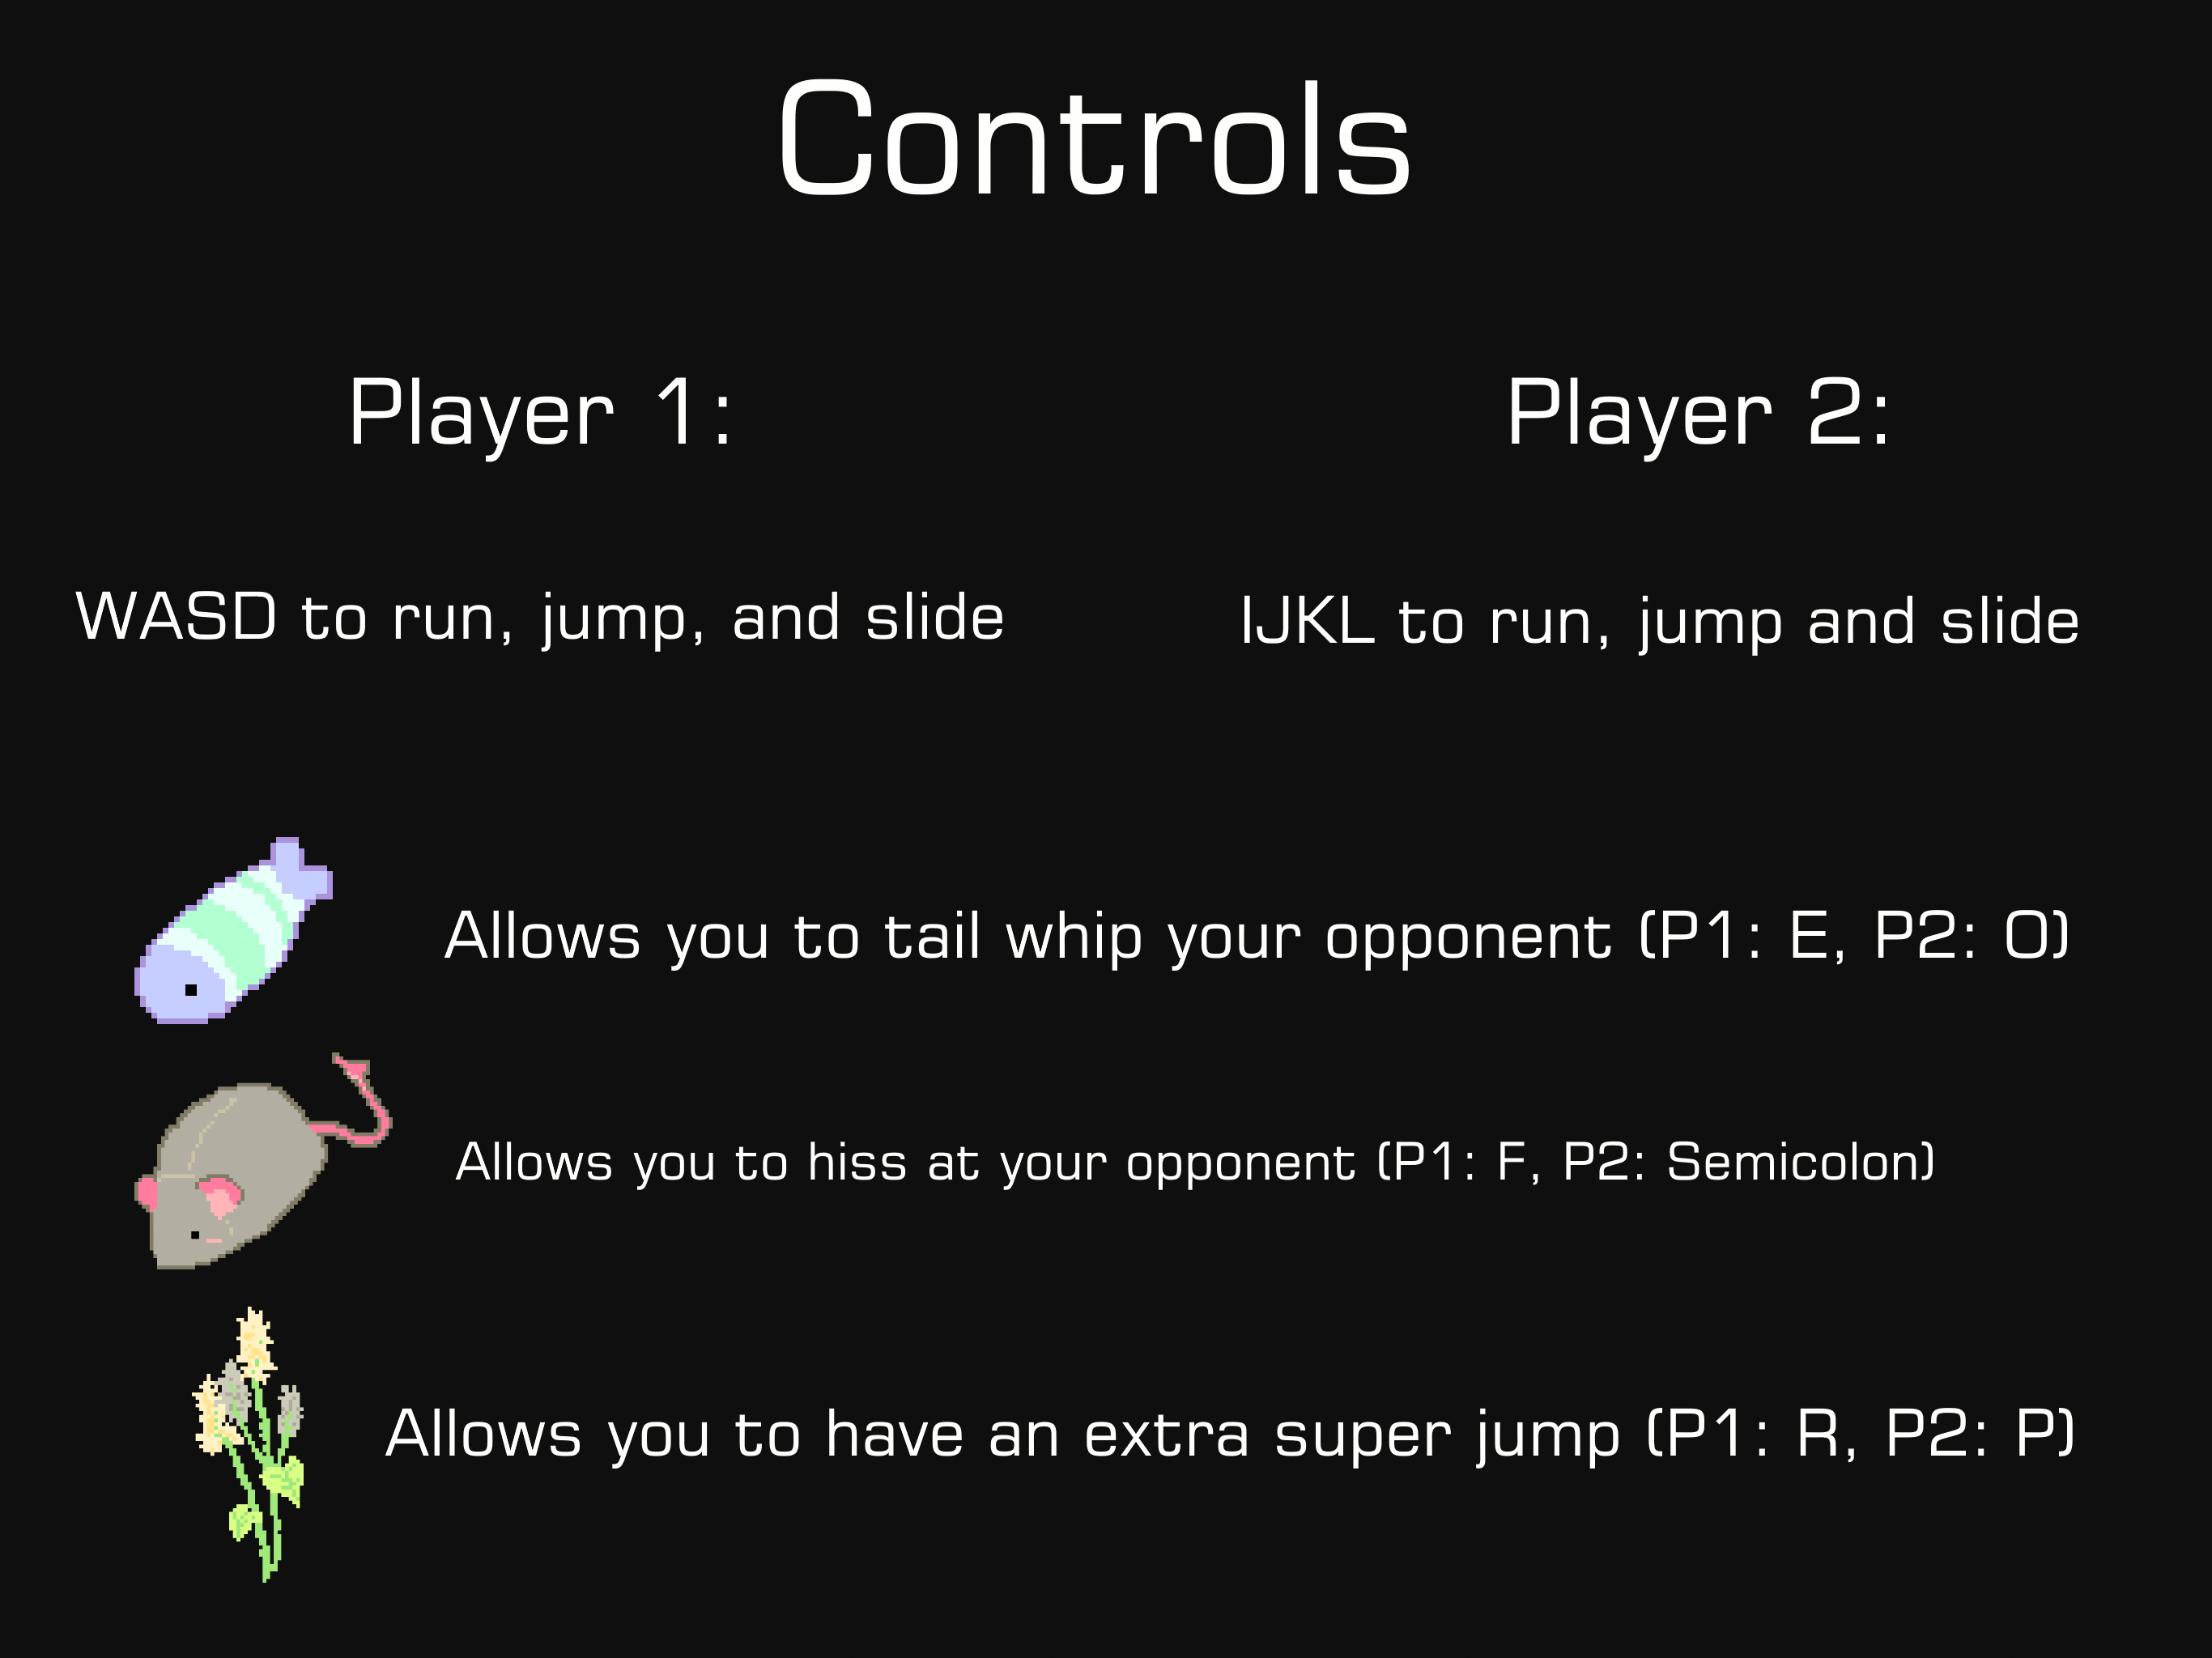 Controls
Player 1:
Player 2:
WASD to run, jump, and slide
IJKL to run, jump and slide
Allows you to tail whip your opponent (P1: E, P2: O)
Allows you to hiss at your opponent (P1: F, P2: Semicolon)
Allows you to have an extra super jump (P1: R, P2: P)